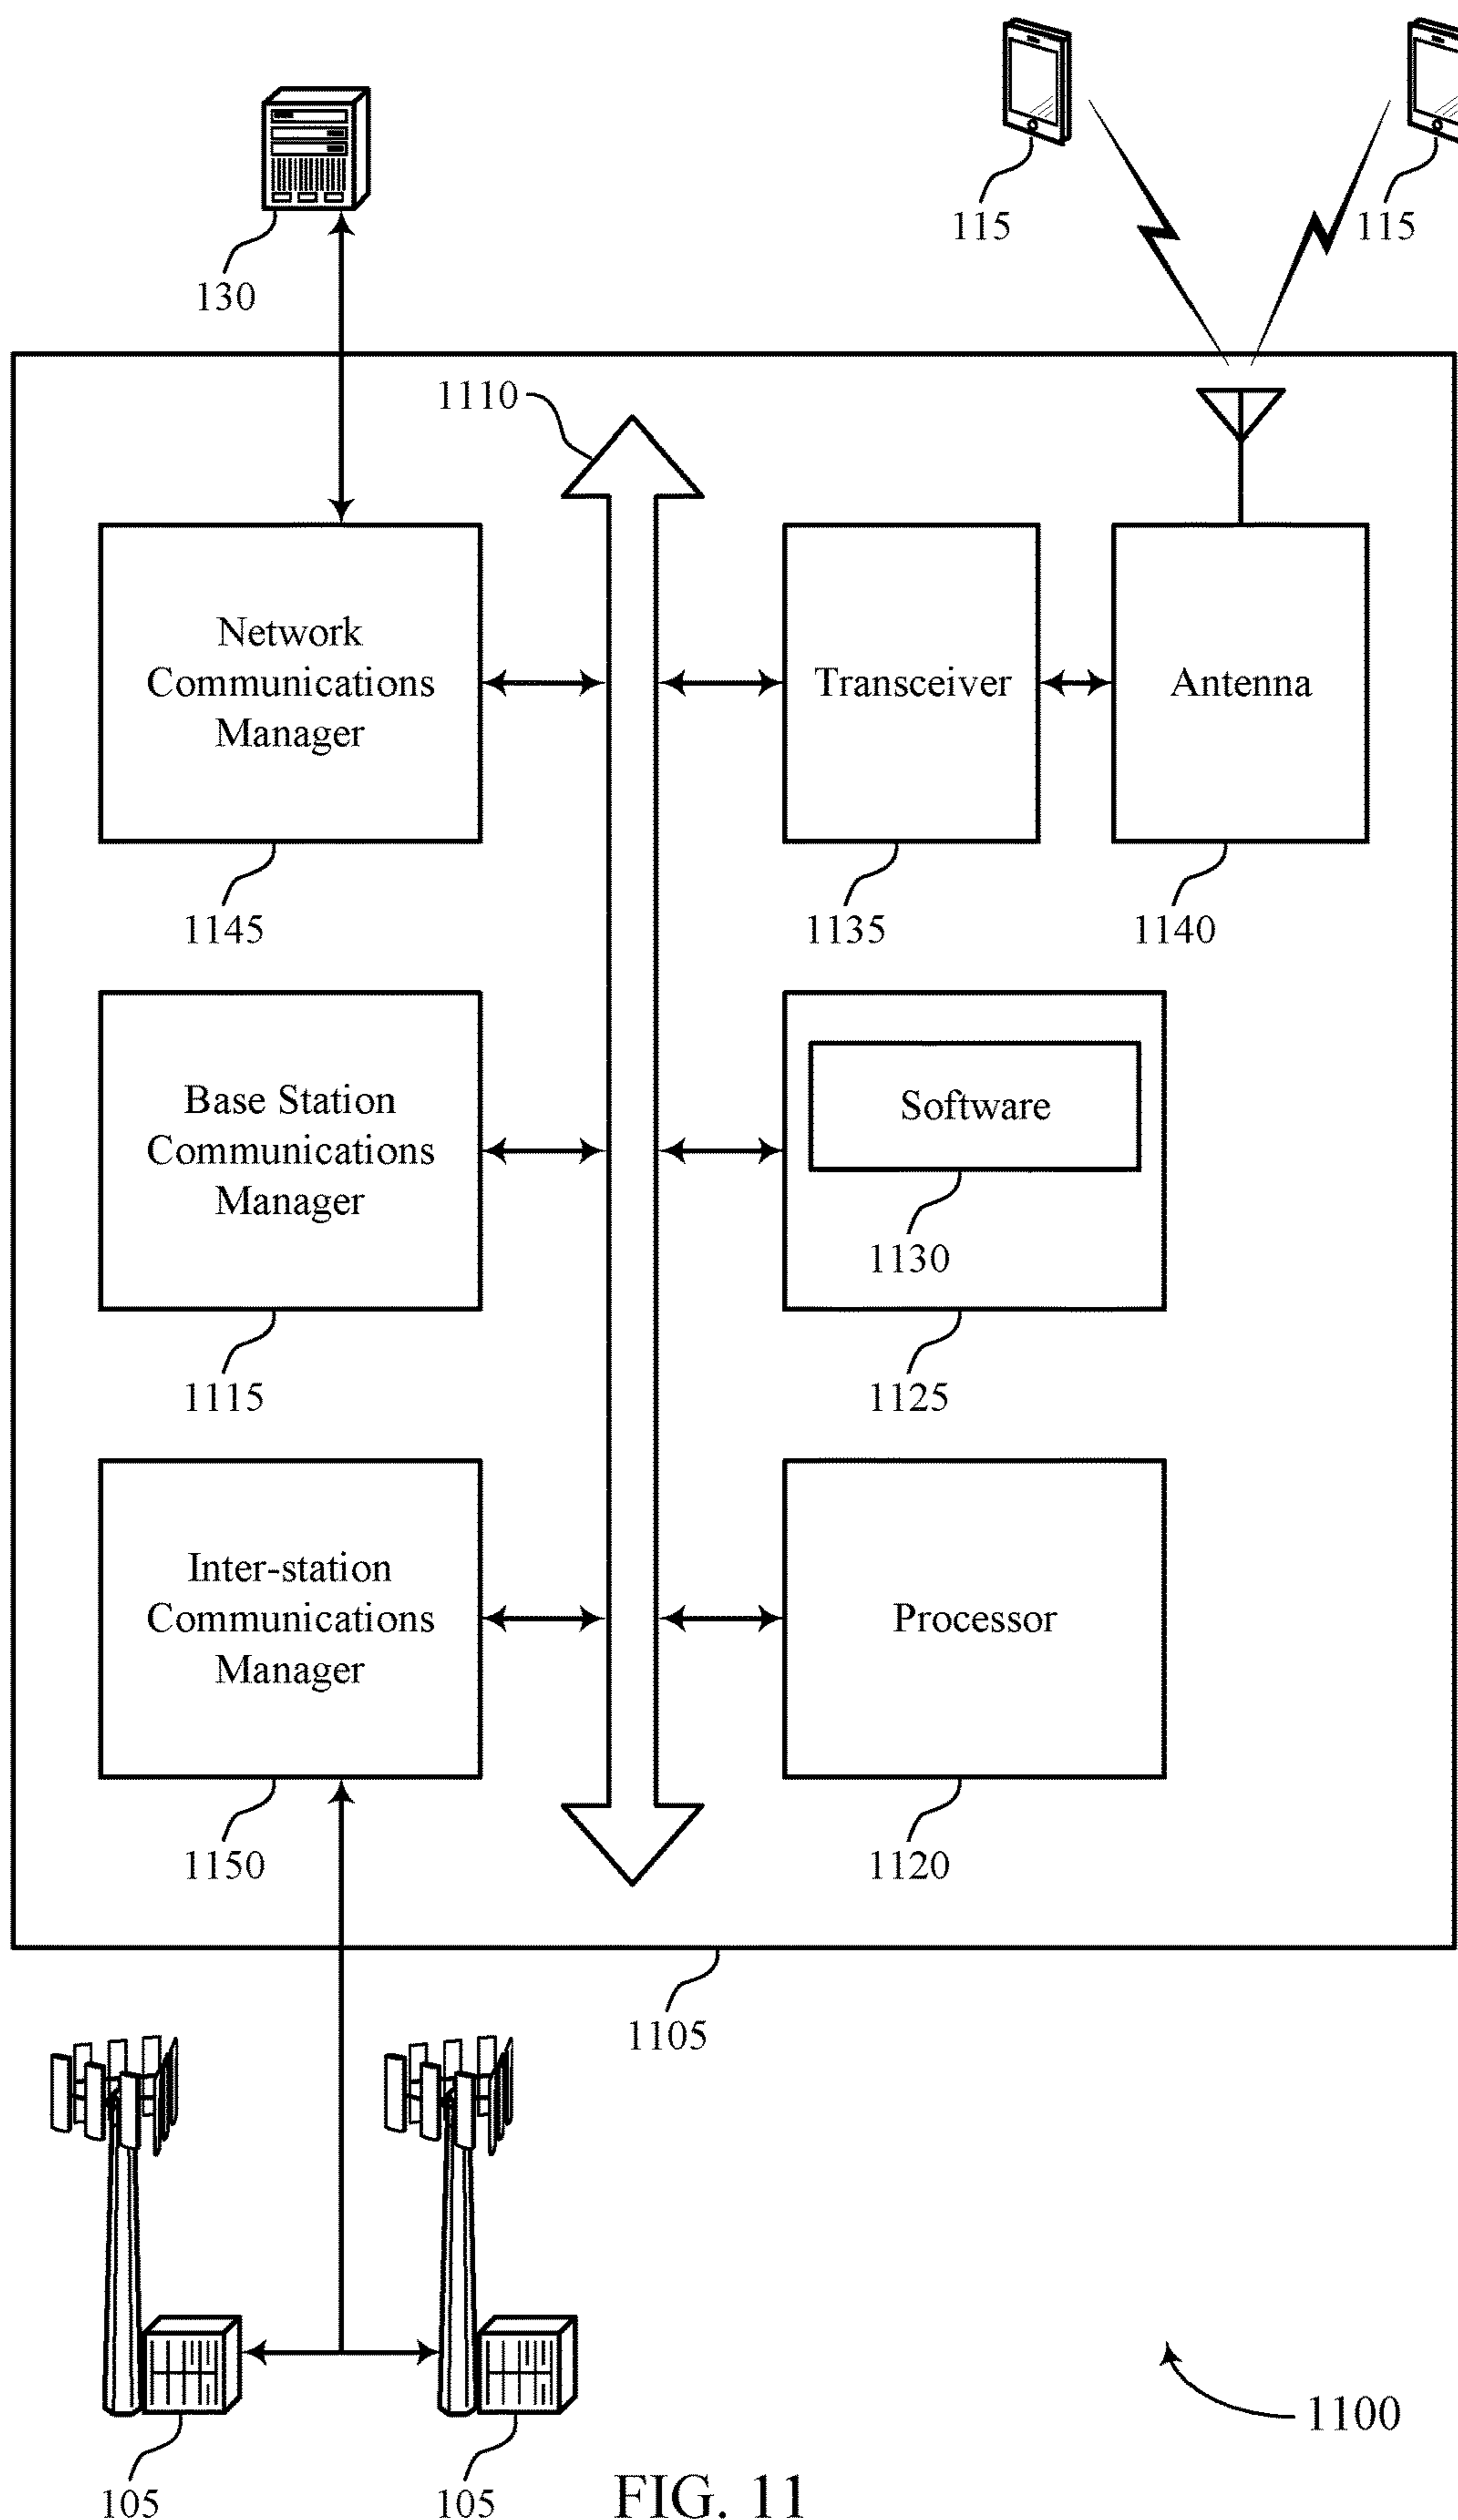 115
115
130
1110
Network
Communications
Manager
Transceiver
Antenna
1145
1135
1140
Base Station
Communications
Manager
Software
1130
1115
1125
Inter-station
Communications
Manager
Processor
1150
1120
1105
1100
105
105
FIG. 11